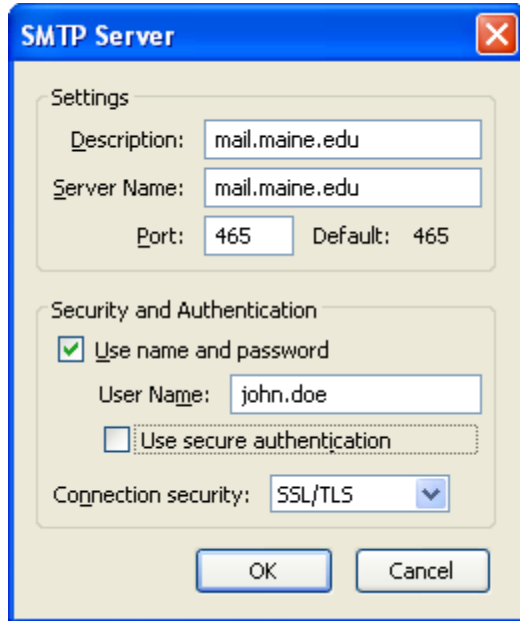 SMTP Server
Settings
Description: mail.maine.edu
Server Name: mail.maine.edu
Port: 465 Default: 465
Security and Authentication
Use name and password
User Name: john.doe
Use secure authentication
Connection security: SSL/TLS
OK Cancel